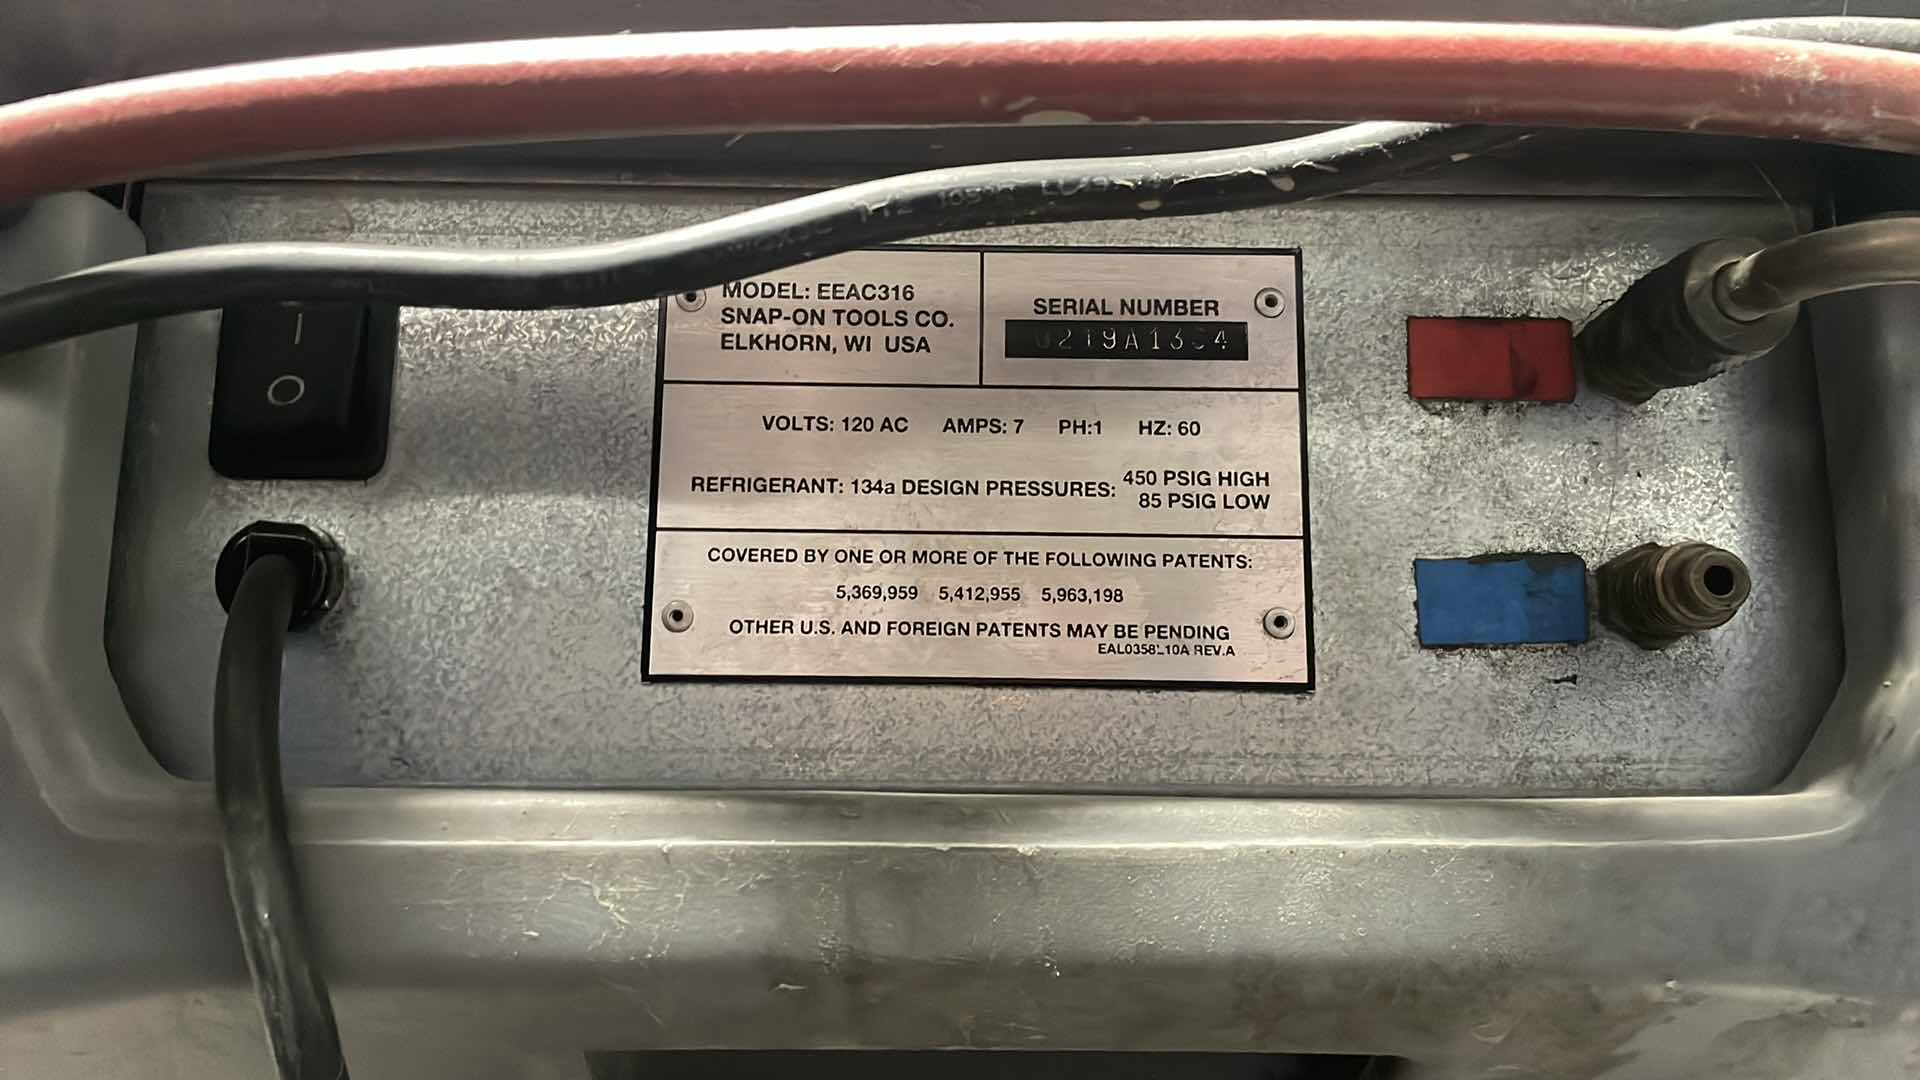 MODEL: EEAC316
SNAP-ON TOOLS CO.
ELKHORN, WI USA
SERIAL NUMBER
VOLTS: 120 AC AMPS: 7 PH:1 HZ: 60
REFRIGERANT: 134a DESIGN PRESSURES: 450 PSIG HIGH
85 PSIG LOW
COVERED BY ONE OR MORE OF THE FOLLOWING PATENTS:
5,369,959 5,412,955 5,963,198
OTHER U.S. AND FOREIGN PATENTS MAY BE PENDING
REV.A